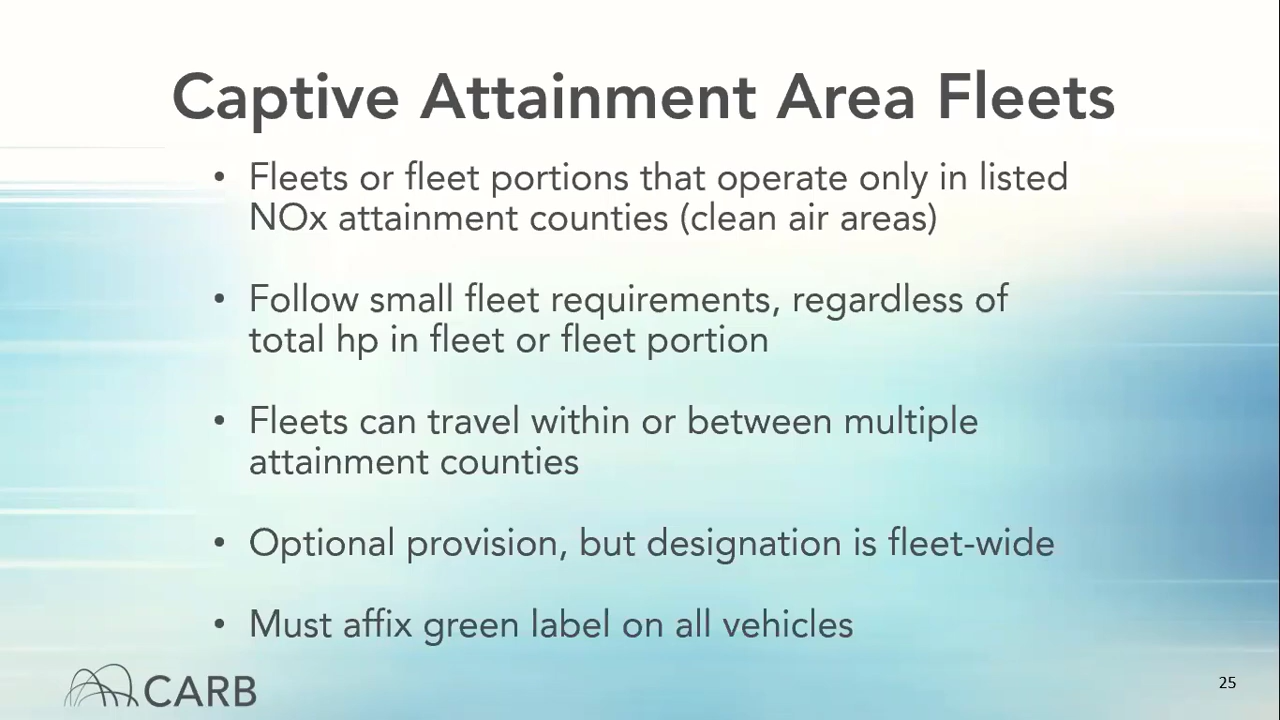 Captive Attainment Area Fleets
• Fleets or fleet portions that operate only in listed
NOx attainment counties (clean air areas)
• Follow small fleet requirements, regardless of
total hp in fleet or fleet portion
• Fleets can travel within or between multiple
attainment counties
• Optional provision, but designation is fleet-wide
• Must affix green label on all vehicles
CARB
25